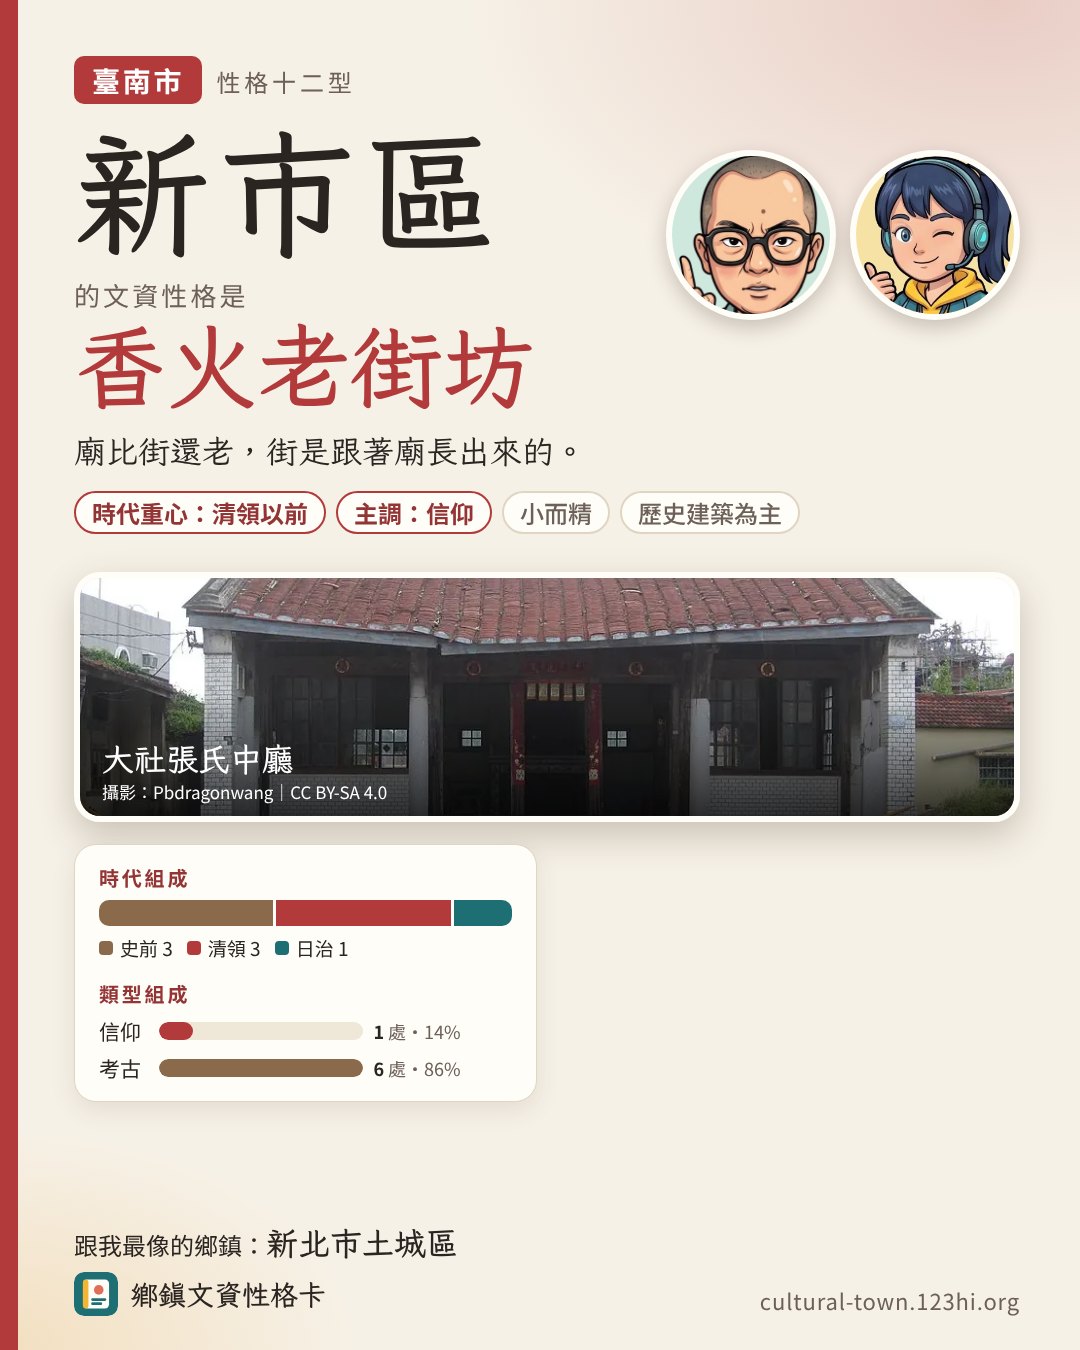 臺南市 性格十二型
新市區
的文資性格是
香火老街坊
廟比街還老，街是跟著廟長出來的。
時代重心：清領以前 主調：信仰 小而精 歷史建築為主
大社張氏中廳
攝影：Pbdragonwang｜CC BY-SA 4.0
時代組成
史前 3 清領 3 日治 1
類型組成
信仰 1 處・14%
考古 6 處・86%
跟我最像的鄉鎮：新北市土城區
鄉鎮文資性格卡
cultural-town.123hi.org